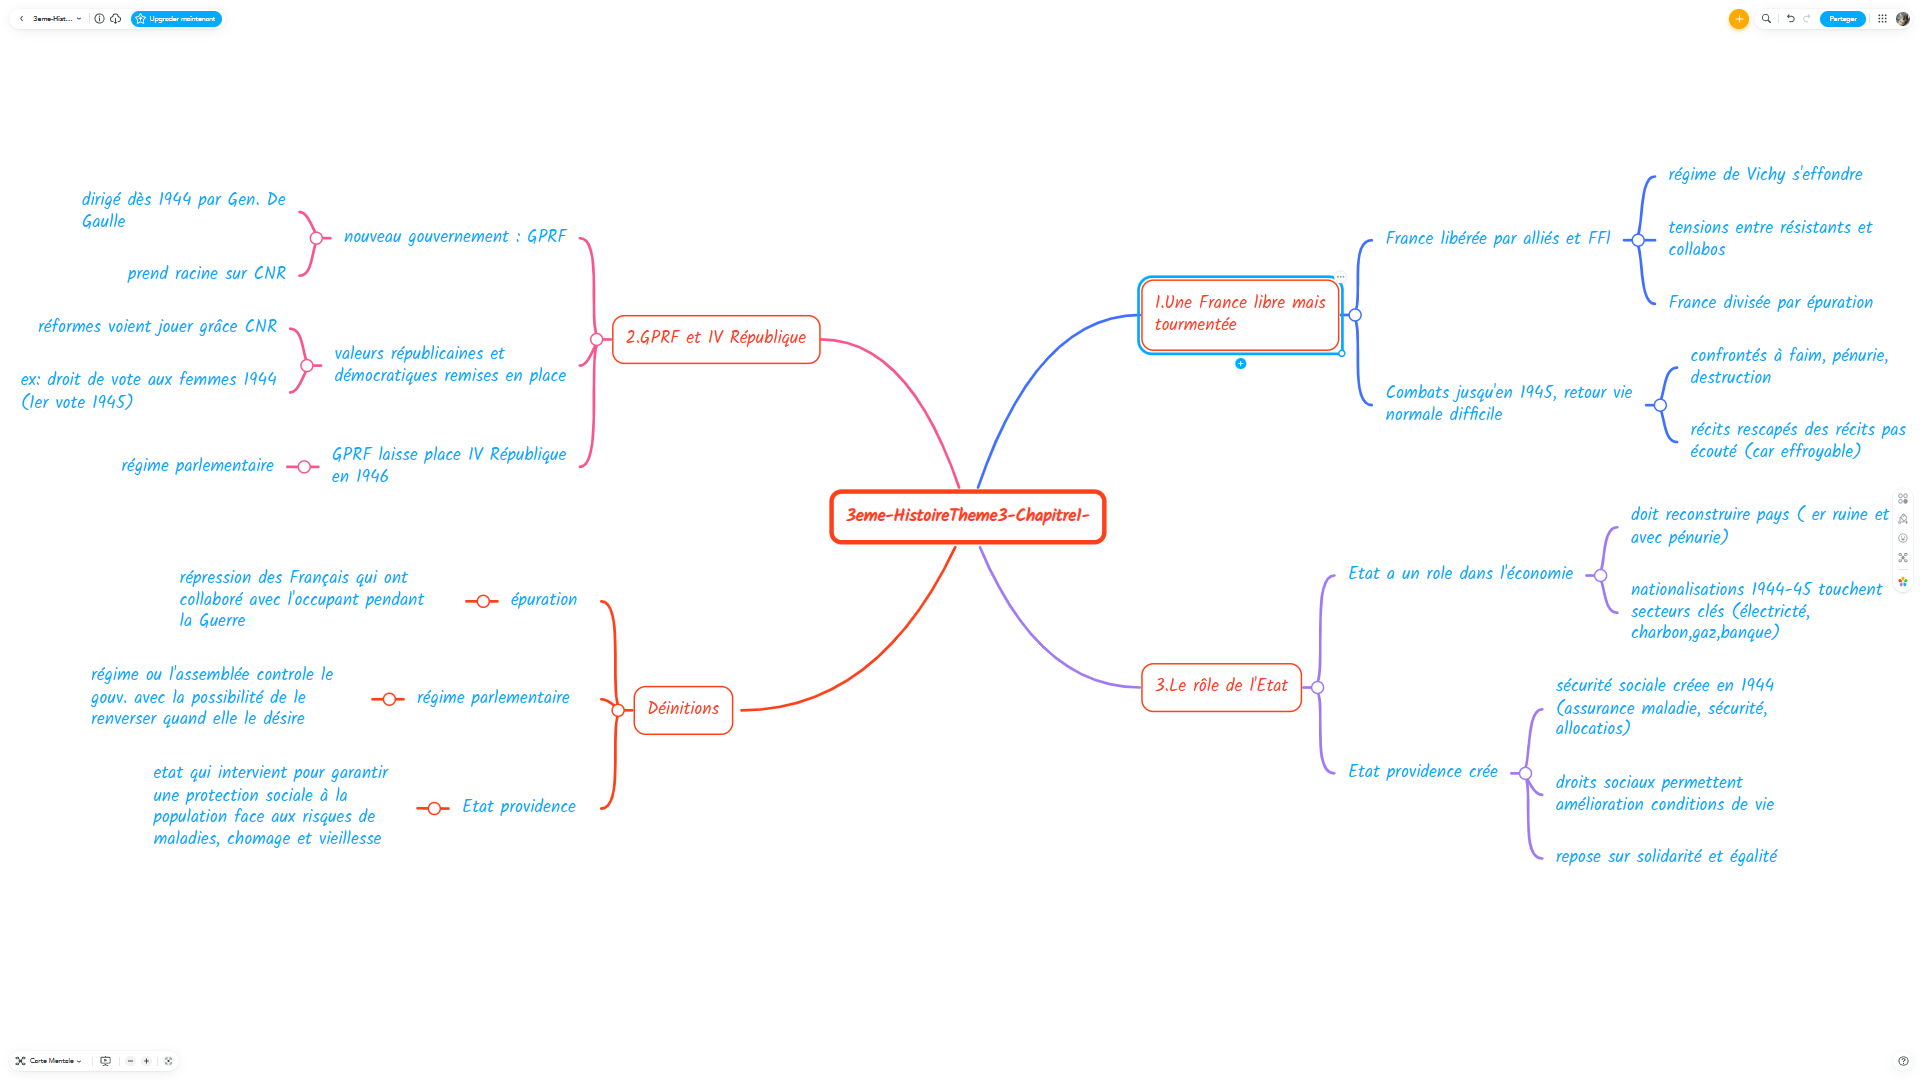 3eme-Hist...
Upgrader maintenant
Partager
dirigé dès 1944 par Gen. De
Gaulle
prend racine sur CNR
nouveau gouvernement : GPRF
réformes voient jouer grâce CNR
ex: droit de vote aux femmes 1944
(1er vote 1945)
valeurs républicaines et
démocratiques remises en place
régime parlementaire
GPRF laisse place IV République
en 1946
2.GPRF et IV République
1.Une France libre mais
tourmentée
France libérée par alliés et FFI
régime de Vichy s'effondre
tensions entre résistants et
collabos
France divisée par épuration
Combats jusqu'en 1945, retour vie
normale difficile
confrontés à faim, pénurie,
destruction
récits rescapés des récits pas
écouté (car effroyable)
3eme-HistoireTheme3-Chapitre1-
répression des Français qui ont
collaboré avec l'occupant pendant
la Guerre
épuration
régime ou l'assemblée controle le
gouv. avec la possibilité de le
renverser quand elle le désire
régime parlementaire
etat qui intervient pour garantir
une protection sociale à la
population face aux risques de
maladies, chomage et vieillesse
Etat providence
Déinitions
3.Le rôle de l'Etat
Etat a un role dans l'économie
doit reconstruire pays ( er ruine et
avec pénurie)
nationalisations 1944-45 touchent
secteurs clés (électricté,
charbon,gaz,banque)
Etat providence crée
sécurité sociale créee en 1944
(assurance maladie, sécurité,
allocatios)
droits sociaux permettent
amélioration conditions de vie
repose sur solidarité et égalité
Carte Mentale